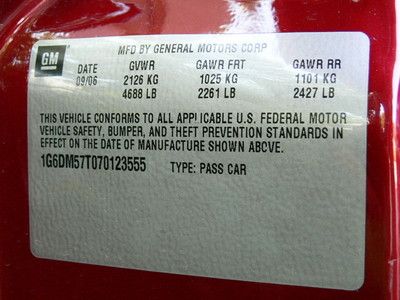 MFD BY GENERAL MOTORS CORP
GM DATE GVWR GAWR FRT GAWR RR
09/06 2126 KG 1025 KG 1101 KG
4688 LB 2261 LB 2427 LB
THIS VEHICLE CONFORMS TO ALL APPLICABLE U.S. FEDERAL MOTOR
VEHICLE SAFETY, BUMPER, AND THEFT PREVENTION STANDARDS IN
EFFECT ON THE DATE OF MANUFACTURE SHOWN ABOVE.
1G6DM57T070123555 TYPE: PASS CAR